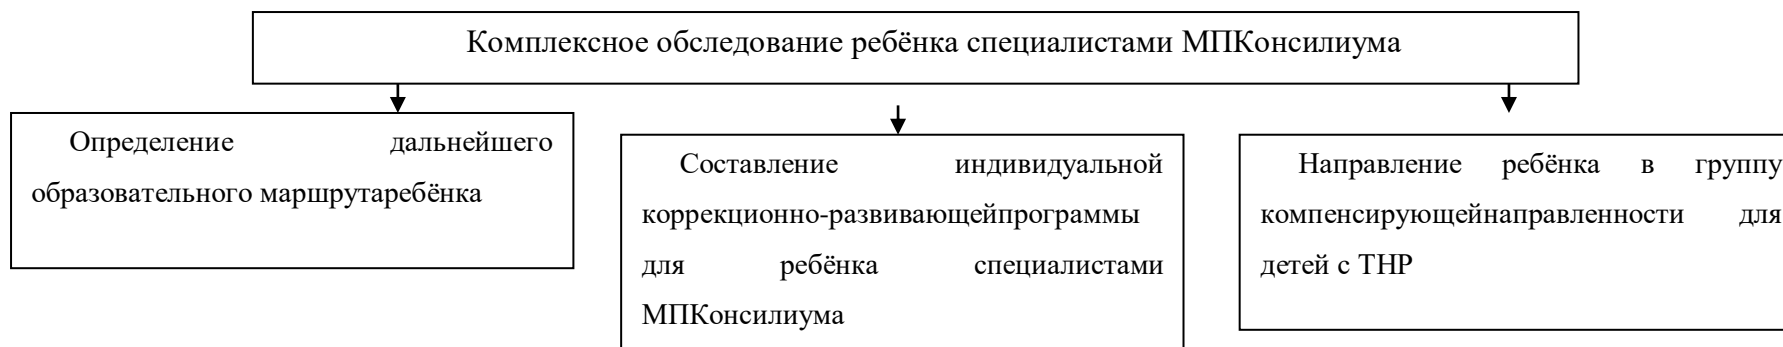 Комплексное обследование ребёнка специалистами МПКонсилиума
Определение дальнейшего
образовательного маршрутаребёнка
Составление индивидуальной
коррекционно-развивающейпрограммы
для ребёнка специалистами
МПКонсилиума
Направление ребёнка в группу
компенсирующейнаправленности для
детей с ТНР